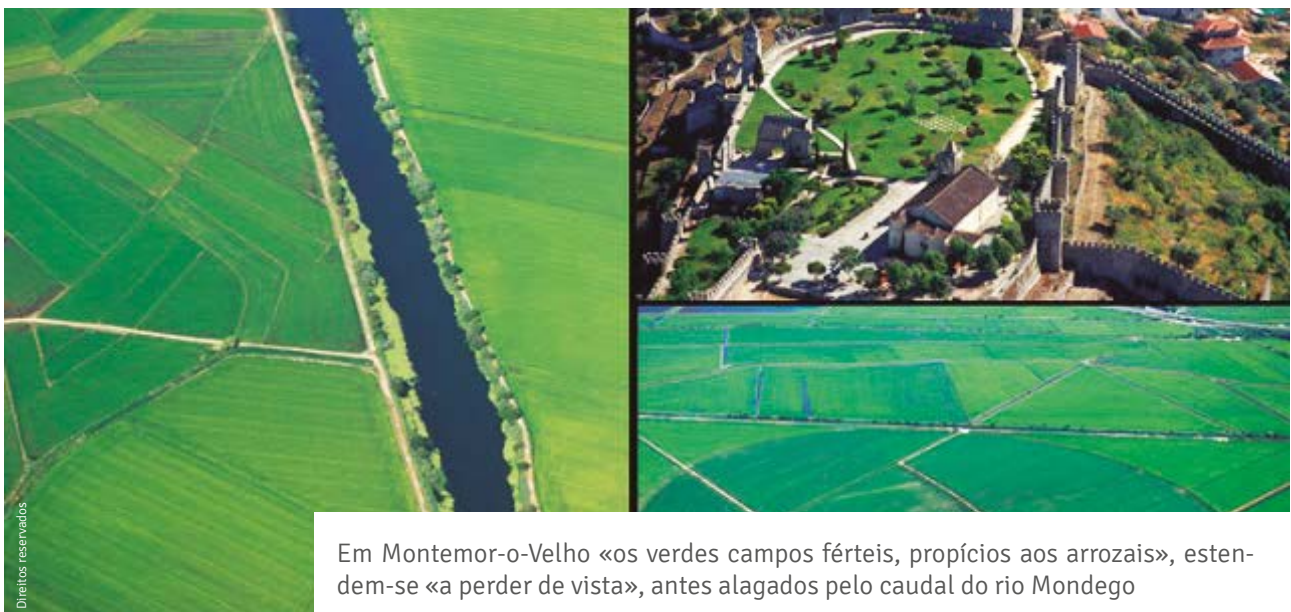 Direitos reservados
Em Montemor-o-Velho «os verdes campos férteis, propícios aos arrozais», esten-
dem-se «a perder de vista», antes alagados pelo caudal do rio Mondego